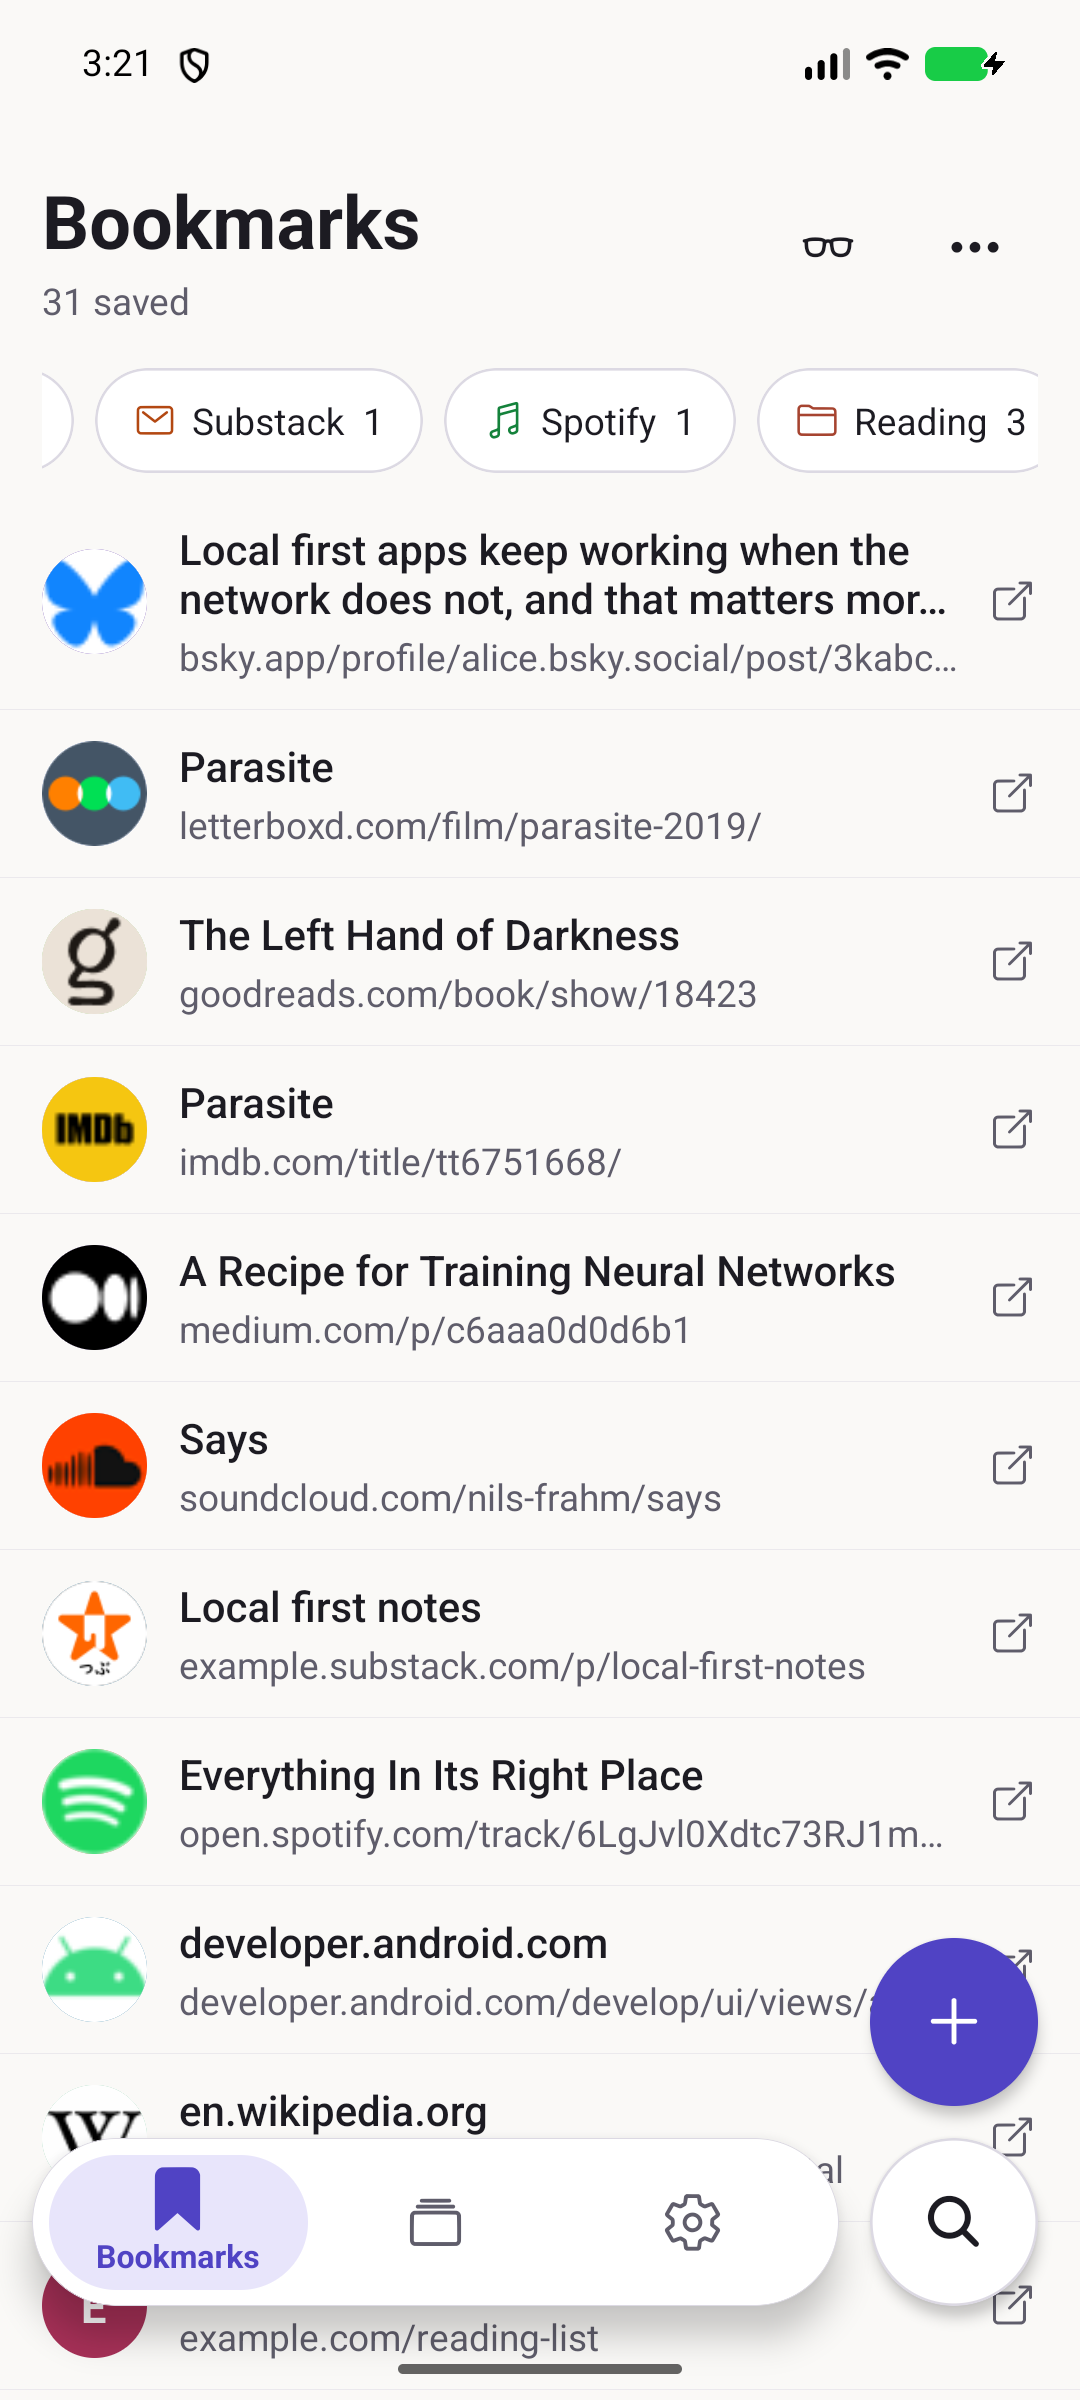 3:21
Bookmarks
31 saved
Substack 1
Spotify 1
Reading 3
Local first apps keep working when the
network does not, and that matters mor…
bsky.app/profile/alice.bsky.social/post/3kabc…
Parasite
letterboxd.com/film/parasite-2019/
g
The Left Hand of Darkness
goodreads.com/book/show/18423
IMDb
Parasite
imdb.com/title/tt6751668/
A Recipe for Training Neural Networks
medium.com/p/c6aaa0d0d6b1
Says
soundcloud.com/nils-frahm/says
つぶ
Local first notes
example.substack.com/p/local-first-notes
Everything In Its Right Place
open.spotify.com/track/6LgJvl0Xdtc73RJ1m…
developer.android.com
developer.android.com/develop/ui/views/
W
en.wikipedia.org
al
Bookmarks
E
example.com/reading-list